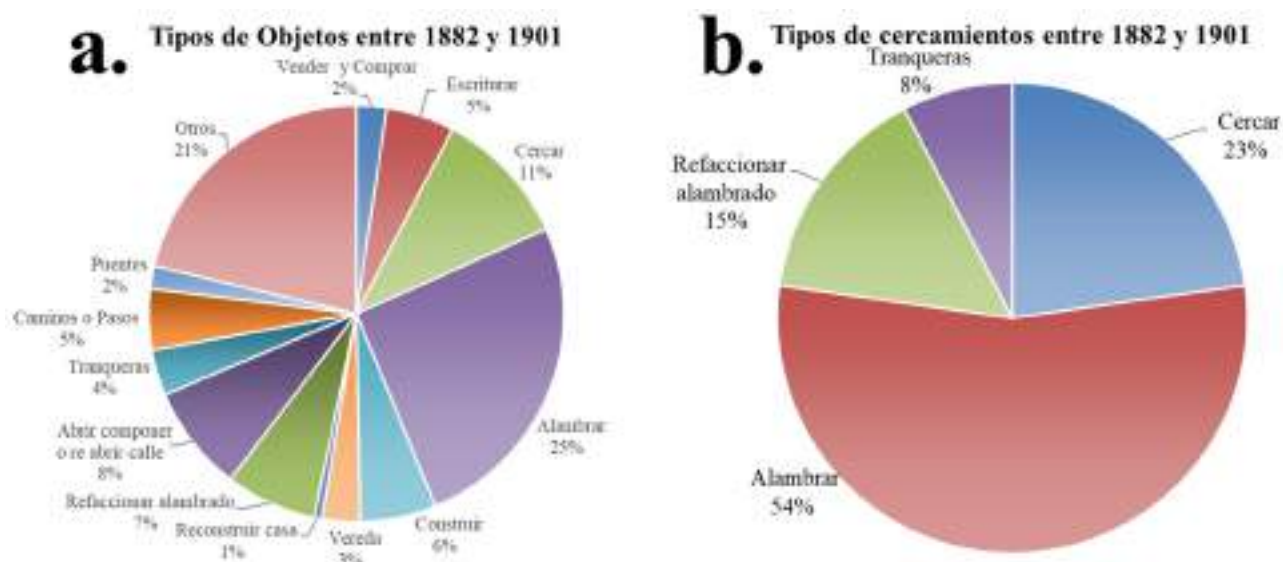 a.
Tipos de Objetos entre 1882 y 1901
Vender y Comprar
2%
Escriturar
5%
Cercar
11%
Alambrar
25%
Construir
6%
Vereda
3%
Reconstruir casa
1%
Refaccionar alambrado
7%
Abrir componer
o re abrir calle
8%
Tranqueras
4%
Caminos o Pasos
5%
Puentes
2%
Otros
21%
b.
Tipos de cercamientos entre 1882 y 1901
Tranqueras
8%
Cercar
23%
Refaccionar
alambrado
15%
Alambrar
54%